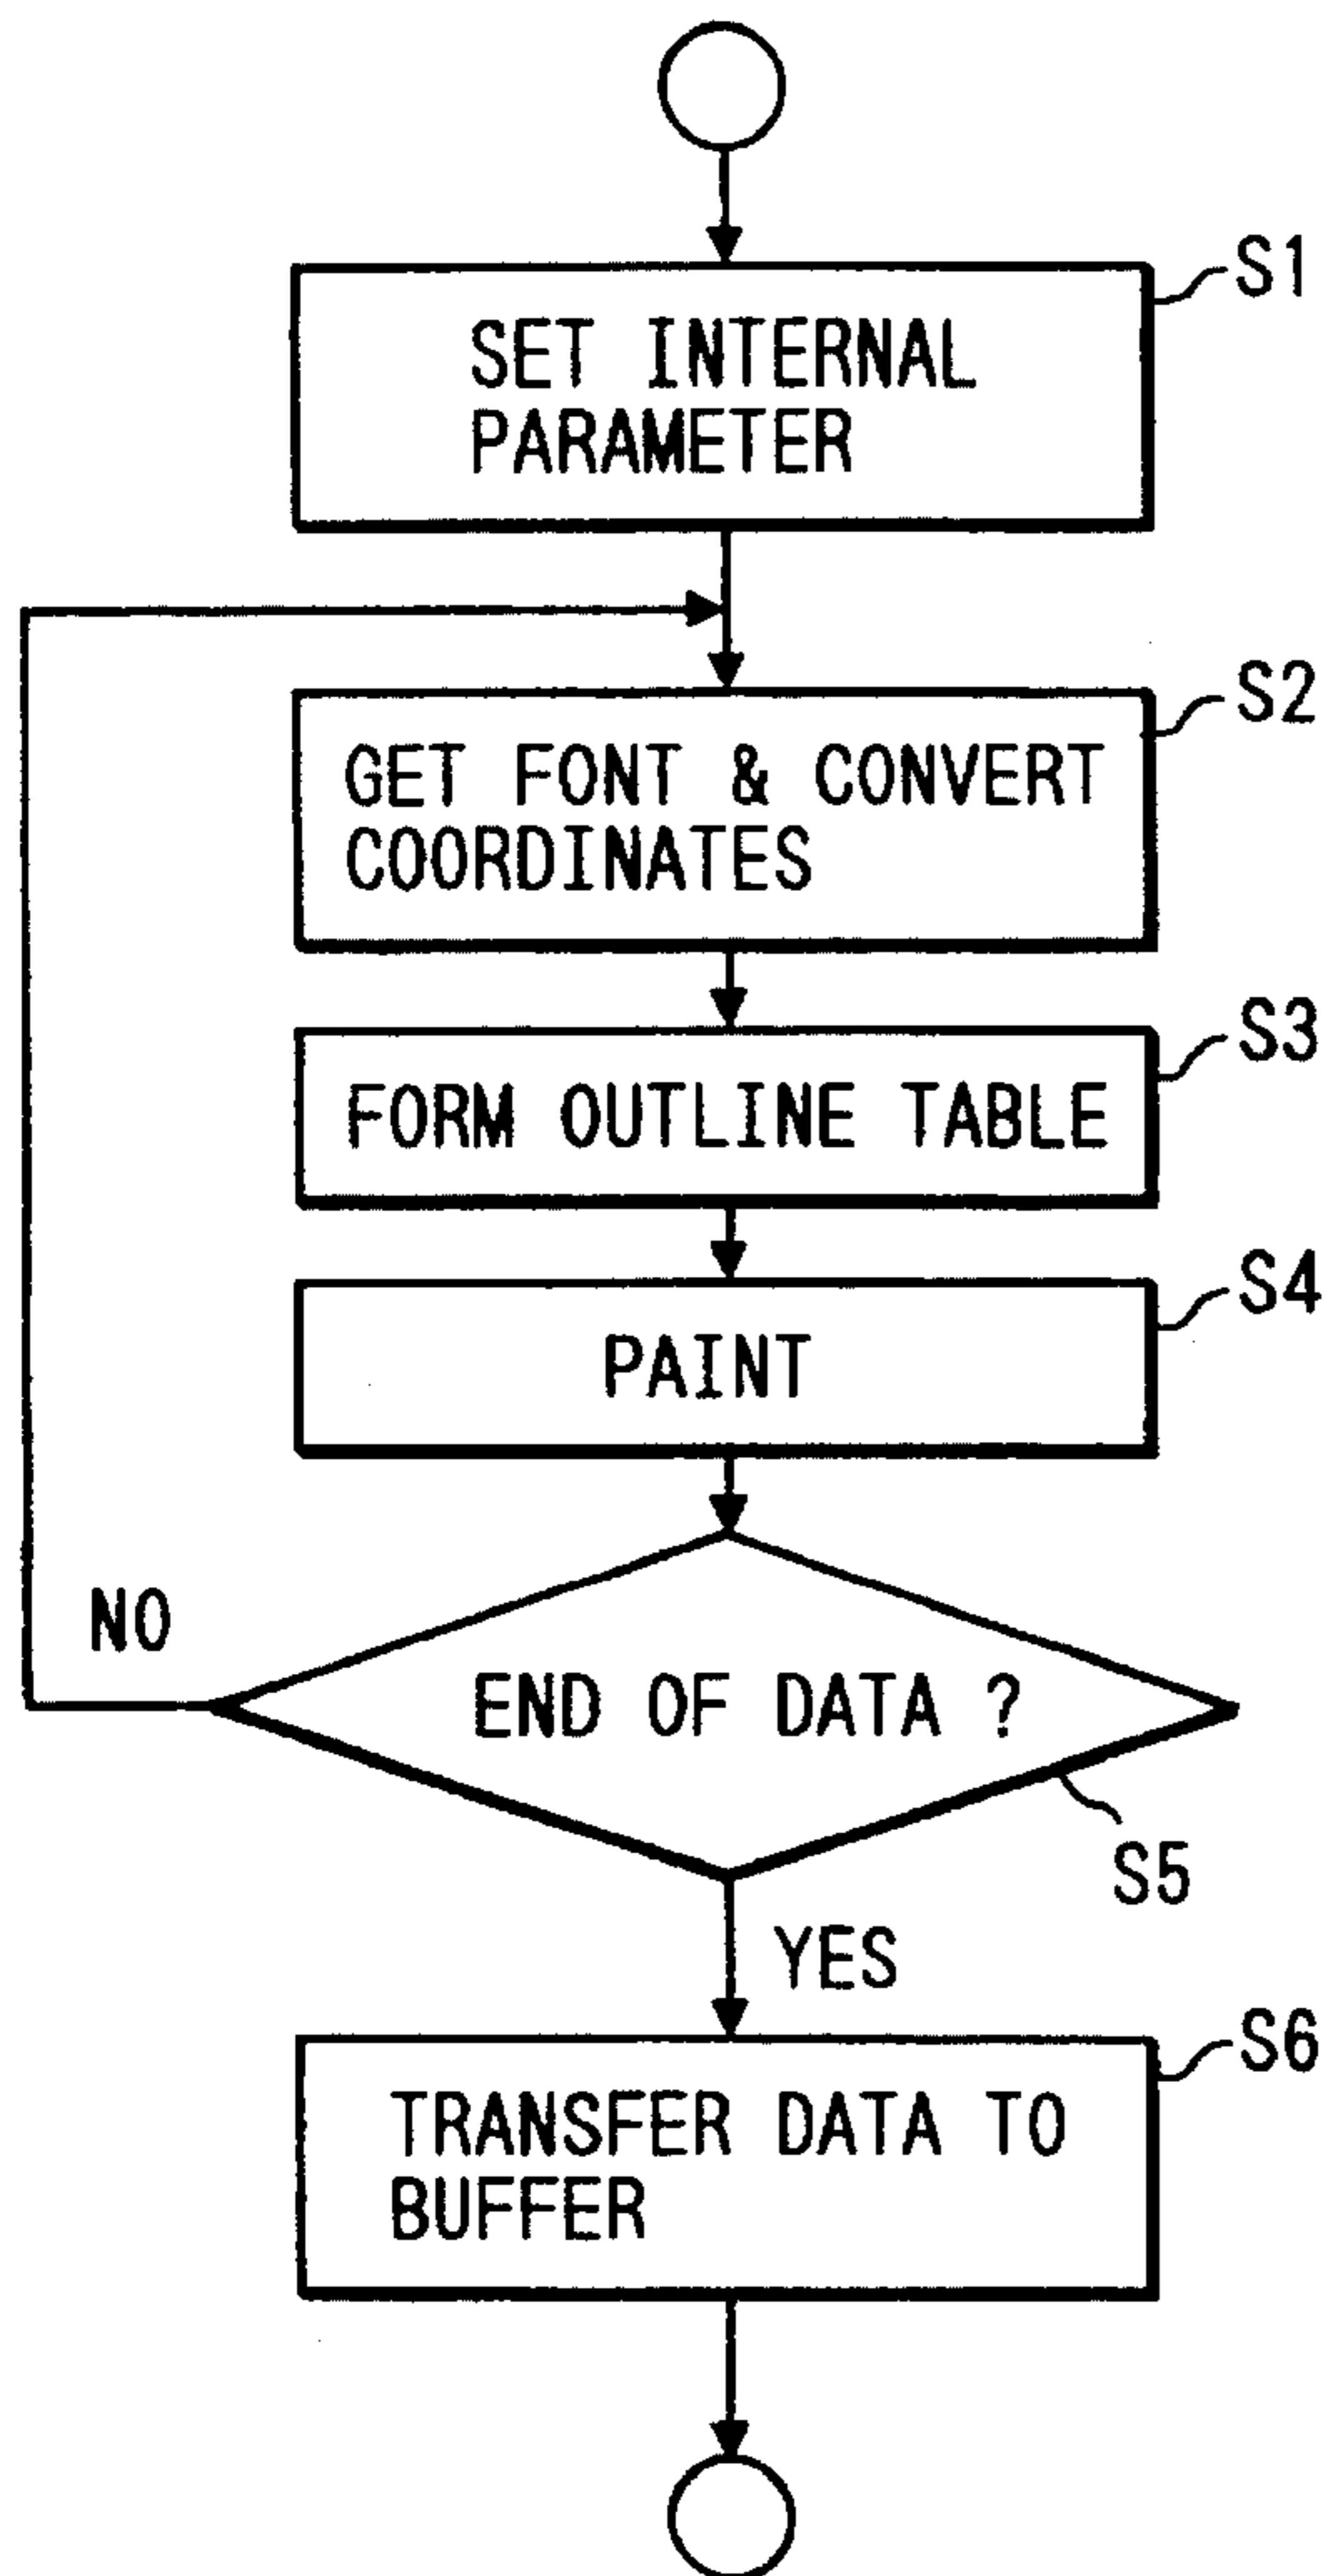 S1
SET INTERNAL
PARAMETER
S2
GET FONT & CONVERT
COORDINATES
S3
FORM OUTLINE TABLE
S4
PAINT
NO
END OF DATA ?
S5
YES
S6
TRANSFER DATA TO
BUFFER